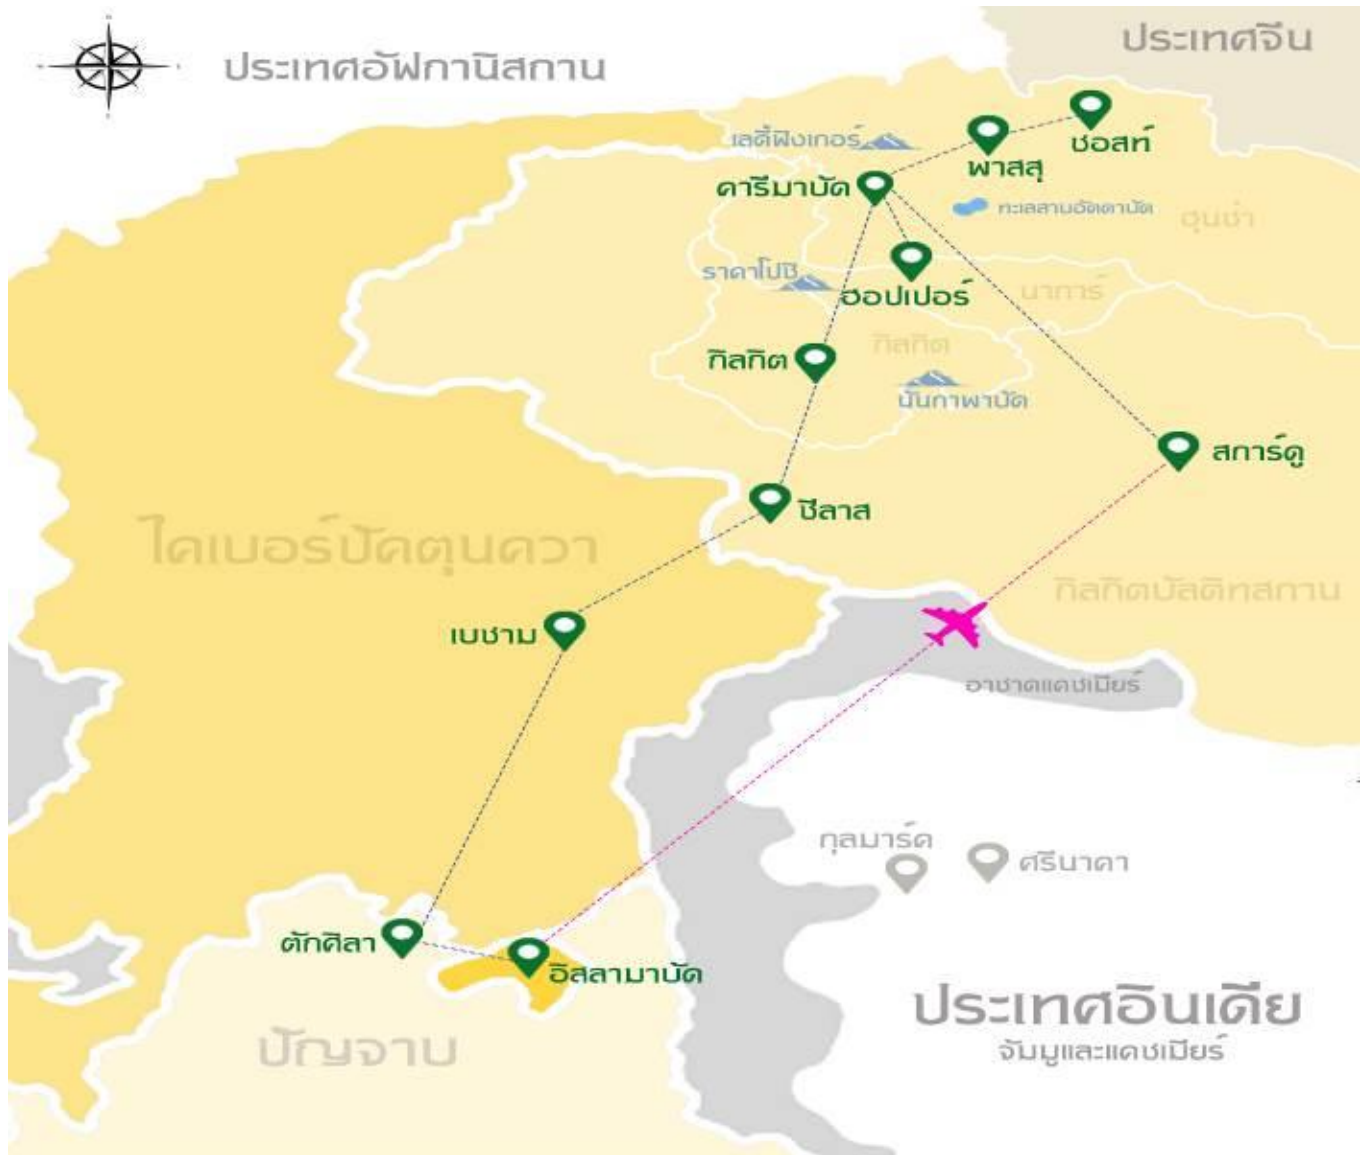 ประเทศจีน
ประเทศอัฟกานิสถาน
ซอสท์
เลดี้ฟิงเกอร์
พาสสุ
คารีมาบัด
ทะเลสาบอัตตาบัด
ฮุนซ่า
ราคาโปชิ
ฮอปเปอร์
นาการ์
กิลกิต
กิลกิต
นันกาพาบัด
สการ์ดู
ชีลาส
ไคเบอร์ปัคตุนควา
กิลกิตบัลติทสถาน
เบชาม
อาซาดแคชเมียร์
กุลมาร์ค
ศรีนาคา
ตักศิลา
อิสลามาบัด
ประเทศอินเดีย
จัมมูและแคชเมียร์
ปัญจาบ